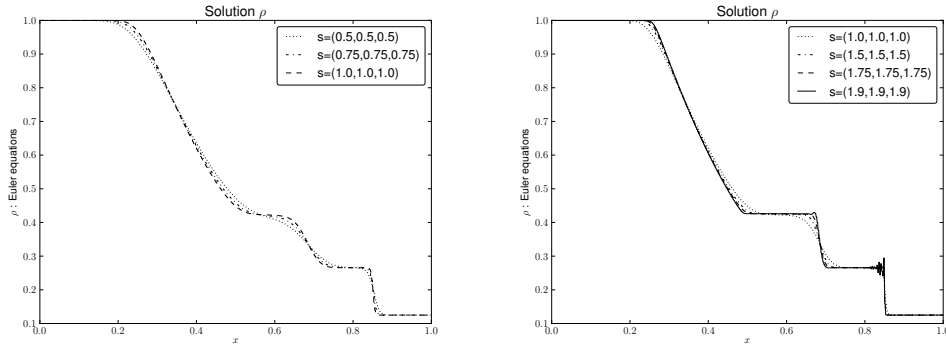 Solution ρ
s=(0.5,0.5,0.5)
s=(0.75,0.75,0.75)
s=(1.0,1.0,1.0)
ρ : Euler equations
1.0
0.9
0.8
0.7
0.6
0.5
0.4
0.3
0.2
0.1
0.0 0.2 0.4 0.6 0.8 1.0
x
Solution ρ
s=(1.0,1.0,1.0)
s=(1.5,1.5,1.5)
s=(1.75,1.75,1.75)
s=(1.9,1.9,1.9)
ρ : Euler equations
1.0
0.9
0.8
0.7
0.6
0.5
0.4
0.3
0.2
0.1
0.0 0.2 0.4 0.6 0.8 1.0
x